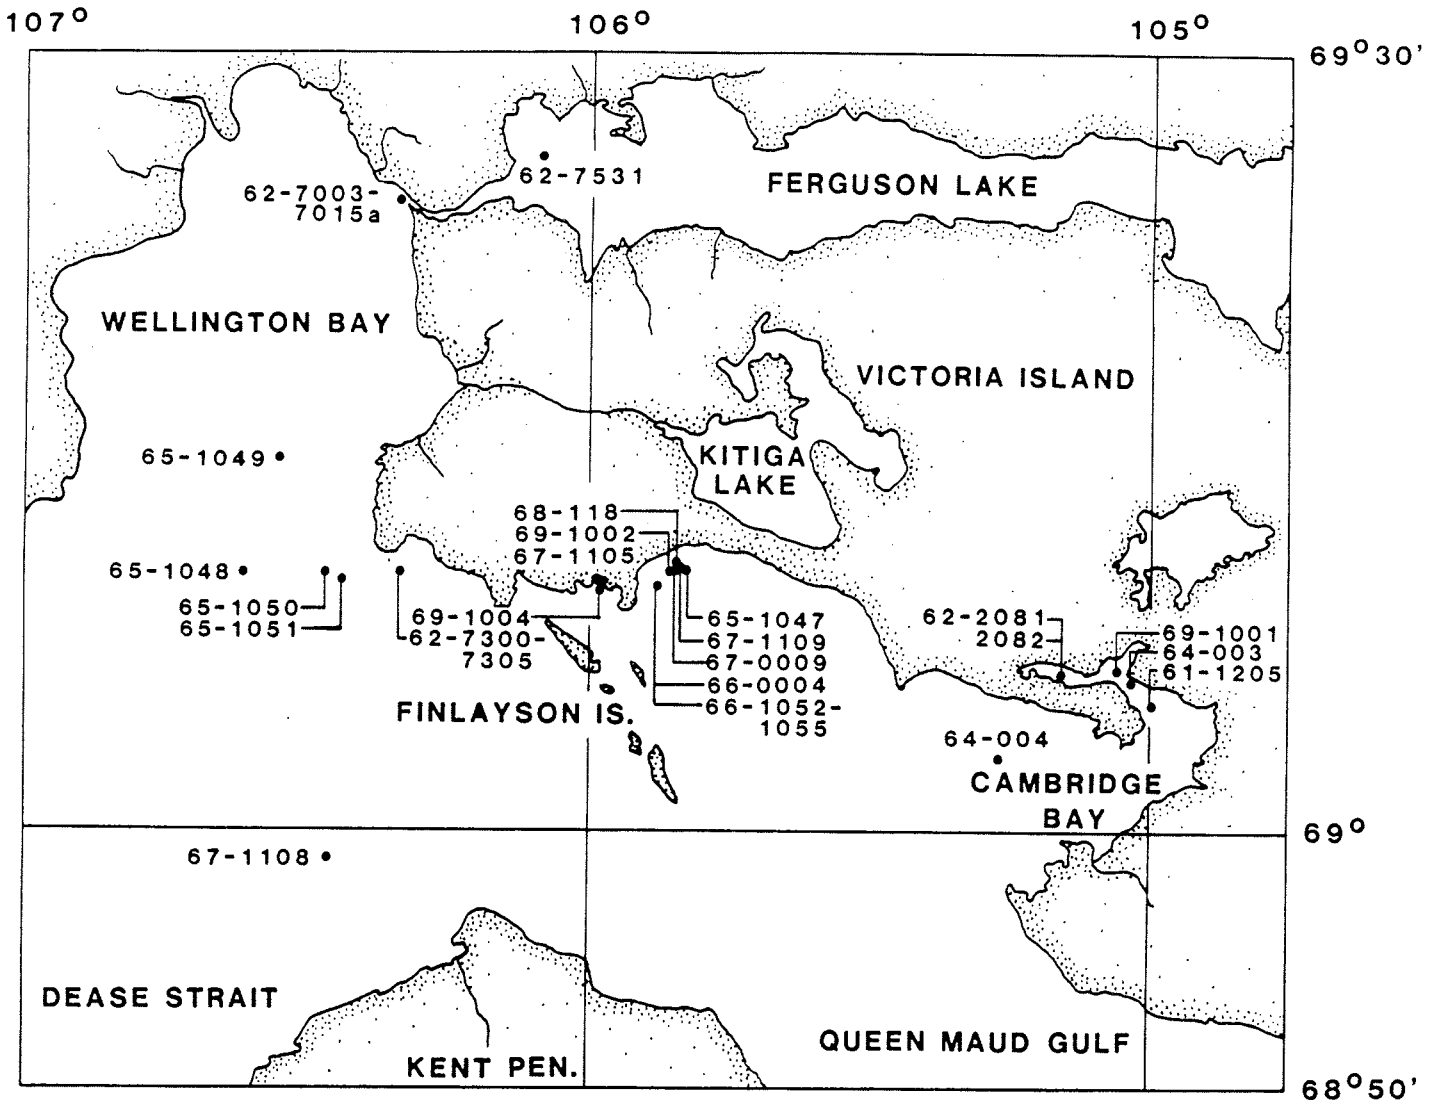 107°
106°
105°
69°30'
62-7531
FERGUSON LAKE
62-7003-
7015a
WELLINGTON BAY
VICTORIA ISLAND
65-1049
KITIGA
LAKE
68-118
69-1002
67-1105
65-1048
65-1050
65-1051
69-1004
62-7300-
7305
65-1047
67-1109
67-0009
66-0004
66-1052-
1055
62-2081
2082
69-1001
64-003
61-1205
FINLAYSON IS.
64-004
CAMBRIDGE
BAY
69°
67-1108
DEASE STRAIT
KENT PEN.
QUEEN MAUD GULF
68°50'